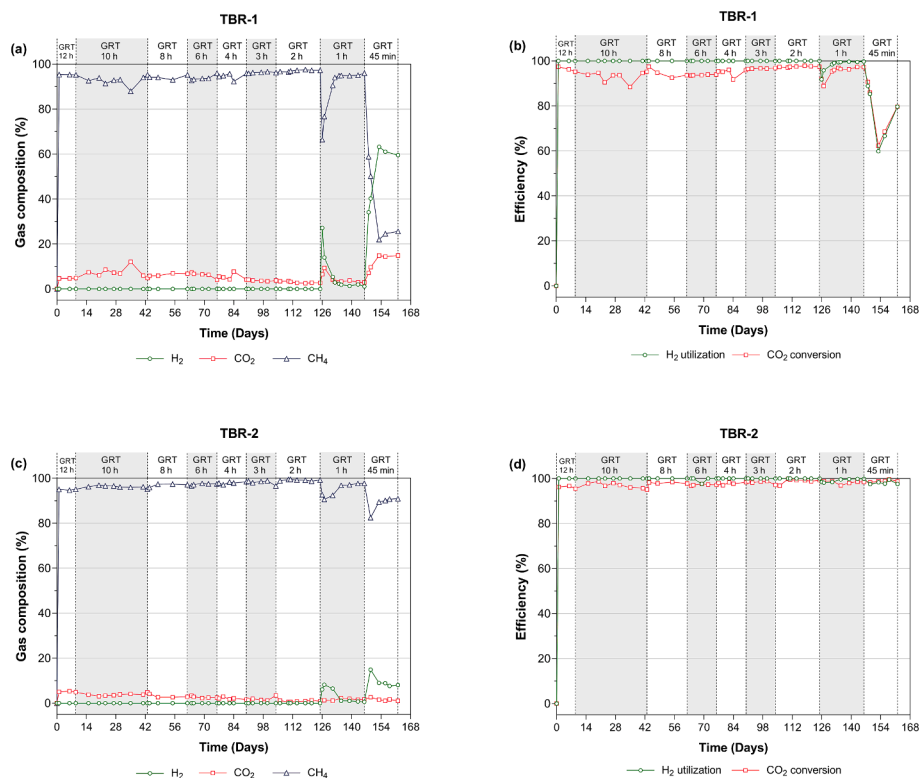 TBR-1
(a)
GRT GRT GRT GRT GRT GRT GRT GRT GRT
12 h 10 h 8 h 6 h 4 h 3 h 2 h 1 h 45 min
100
80
60
40
20
0
Gas composition (%)
0 14 28 42 56 70 84 98 112 126 140 154 168
Time (Days)
H₂ CO₂ CH₄
TBR-1
(b)
GRT GRT GRT GRT GRT GRT GRT GRT GRT
12 h 10 h 8 h 6 h 4 h 3 h 2 h 1 h 45 min
100
80
60
40
20
0
Efficiency (%)
0 14 28 42 56 70 84 98 112 126 140 154 168
Time (Days)
H₂ utilization CO₂ conversion
TBR-2
(c)
GRT GRT GRT GRT GRT GRT GRT GRT GRT
12 h 10 h 8 h 6 h 4 h 3 h 2 h 1 h 45 min
100
80
60
40
20
0
Gas composition (%)
0 14 28 42 56 70 84 98 112 126 140 154 168
Time (Days)
H₂ CO₂ CH₄
TBR-2
(d)
GRT GRT GRT GRT GRT GRT GRT GRT GRT
12 h 10 h 8 h 6 h 4 h 3 h 2 h 1 h 45 min
100
80
60
40
20
0
Efficiency (%)
0 14 28 42 56 70 84 98 112 126 140 154 168
Time (Days)
H₂ utilization CO₂ conversion